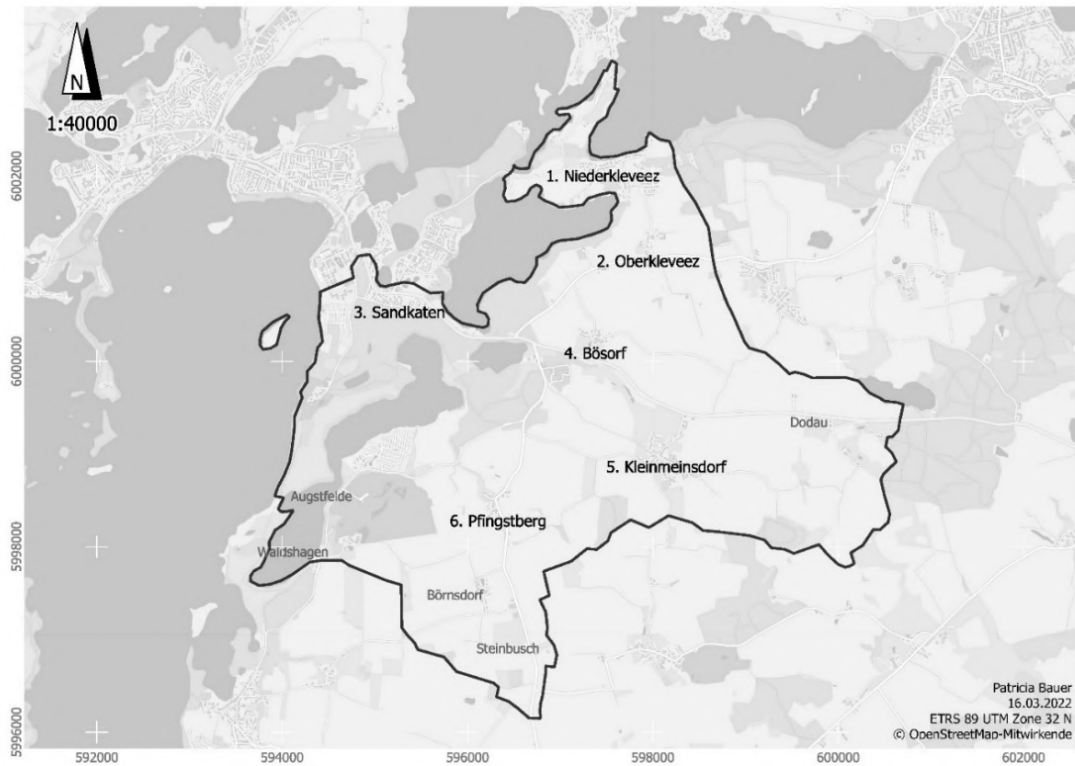 N
1:40000
6002000
6000000
5998000
5996000
1. Niederkleveez
2. Oberkleveez
3. Sandkaten
4. Bösorf
Dodau
5. Kleinmeinsdorf
Augstfelde
6. Pfingstberg
Waldshagen
Börnsdorf
Steinbusch
Patricia Bauer
16.03.2022
ETRS 89 UTM Zone 32 N
© OpenStreetMap-Mitwirkende
592000 594000 596000 598000 600000 602000